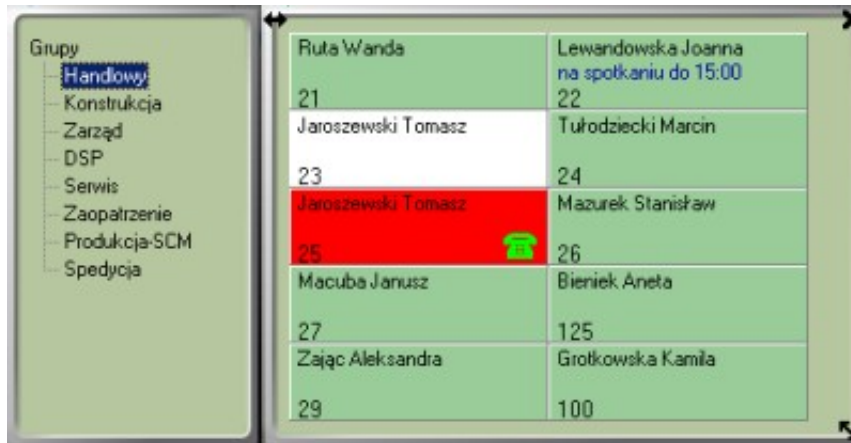 Grupy
Handlowy
Konstrukcja
Zarząd
DSP
Serwis
Zaopatrzenie
Produkcja-SCM
Spedycja
Ruta Wanda
21
Lewandowska Joanna
na spotkaniu do 15:00
22
Jaroszewski Tomasz
23
Tułodziecki Marcin
24
Jaroszewski Tomasz
25
Mazurek Stanisław
26
Macuba Janusz
27
Bieniek Aneta
125
Zając Aleksandra
29
Grotkowska Kamila
100